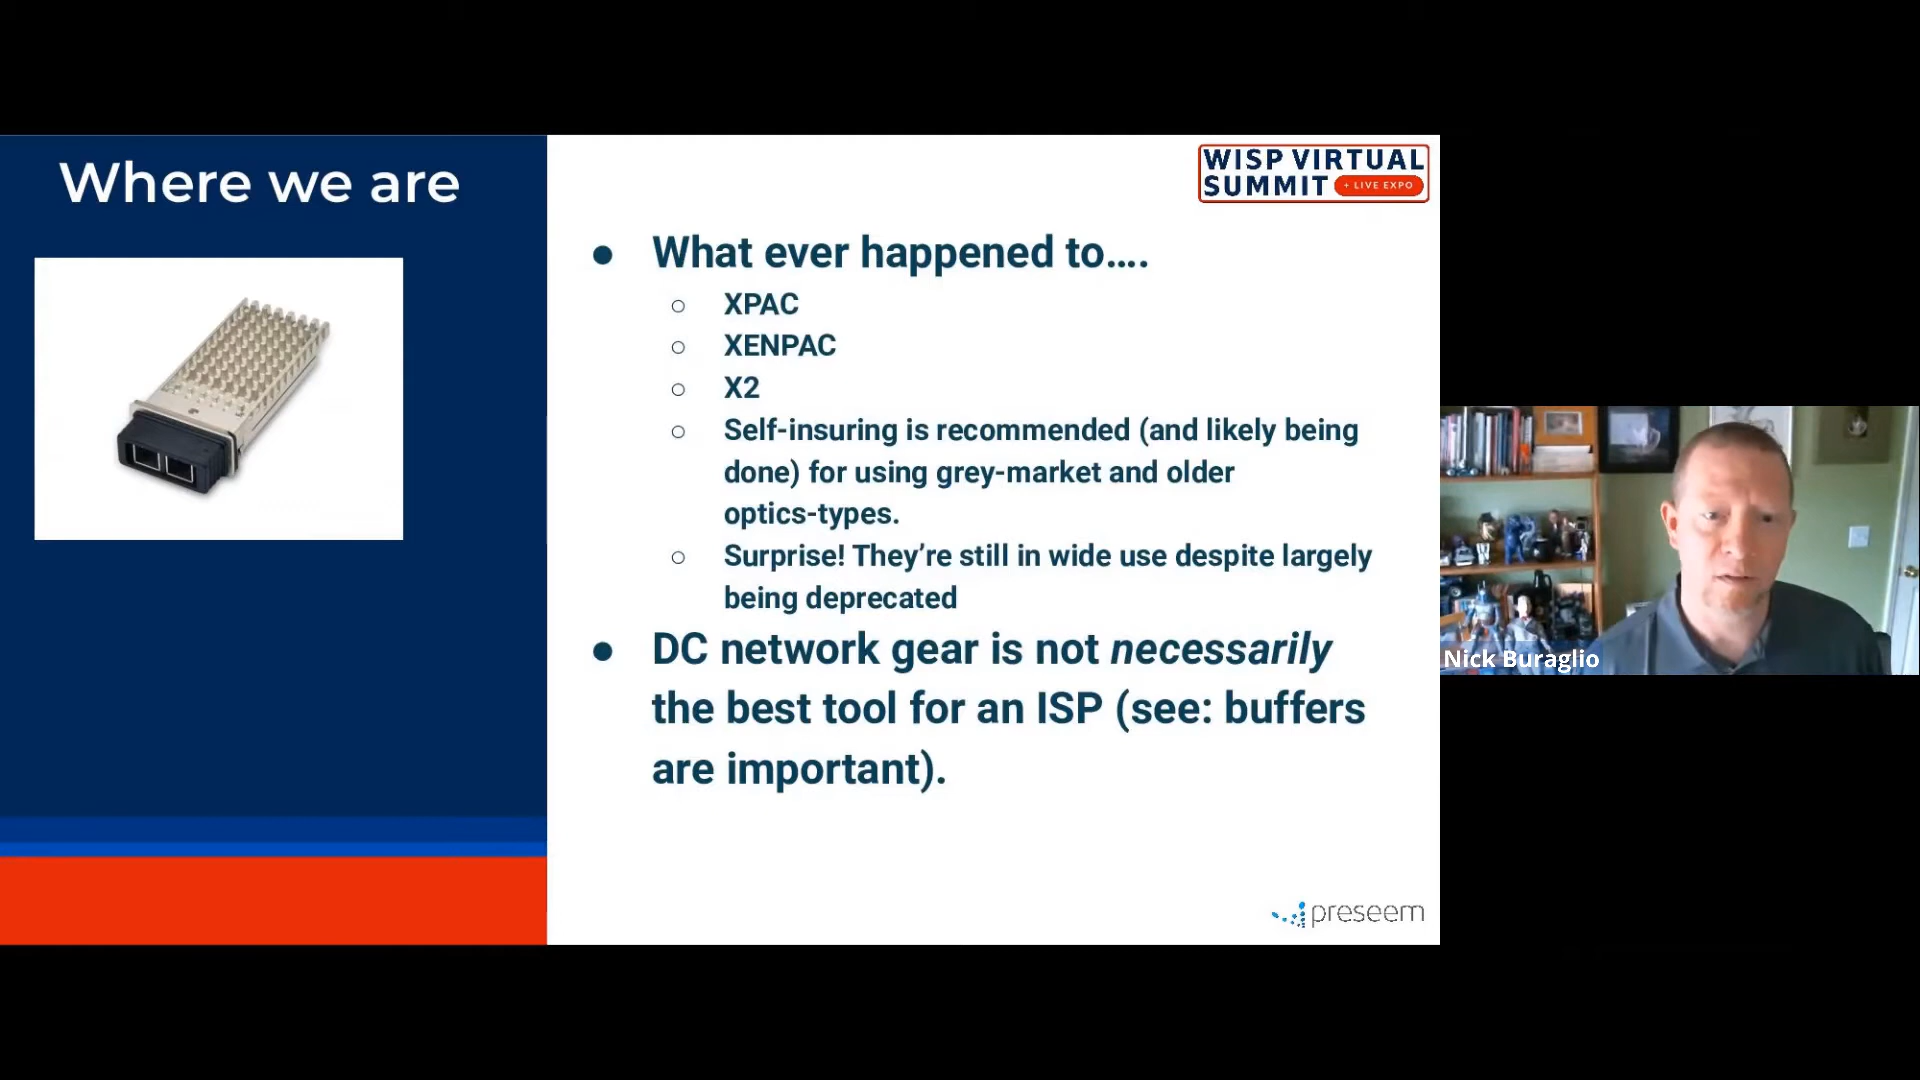 Where we are
WISP VIRTUAL
SUMMIT + LIVE EXPO
● What ever happened to....
○ XPAC
○ XENPAC
○ X2
○ Self-insuring is recommended (and likely being
done) for using grey-market and older
optics-types.
○ Surprise! They’re still in wide use despite largely
being deprecated
● DC network gear is not necessarily
the best tool for an ISP (see: buffers
are important).
preseem
Nick Buraglio